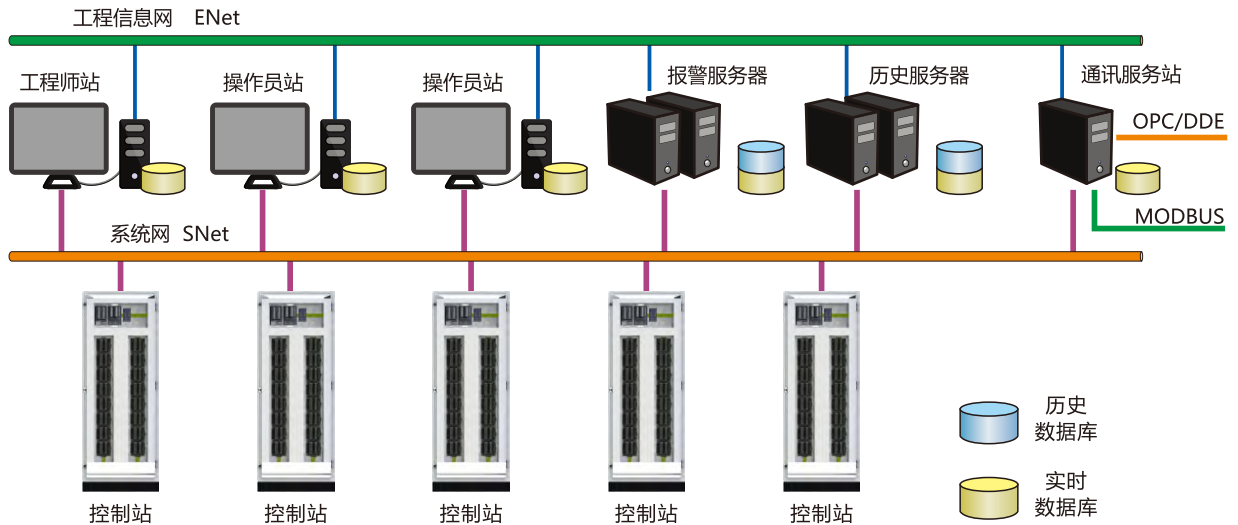 工程信息网 ENet
工程师站
操作员站
操作员站
报警服务器
历史服务器
通讯服务站
OPC/DDE
MODBUS
系统网 SNet
历史
数据库
实时
数据库
控制站
控制站
控制站
控制站
控制站